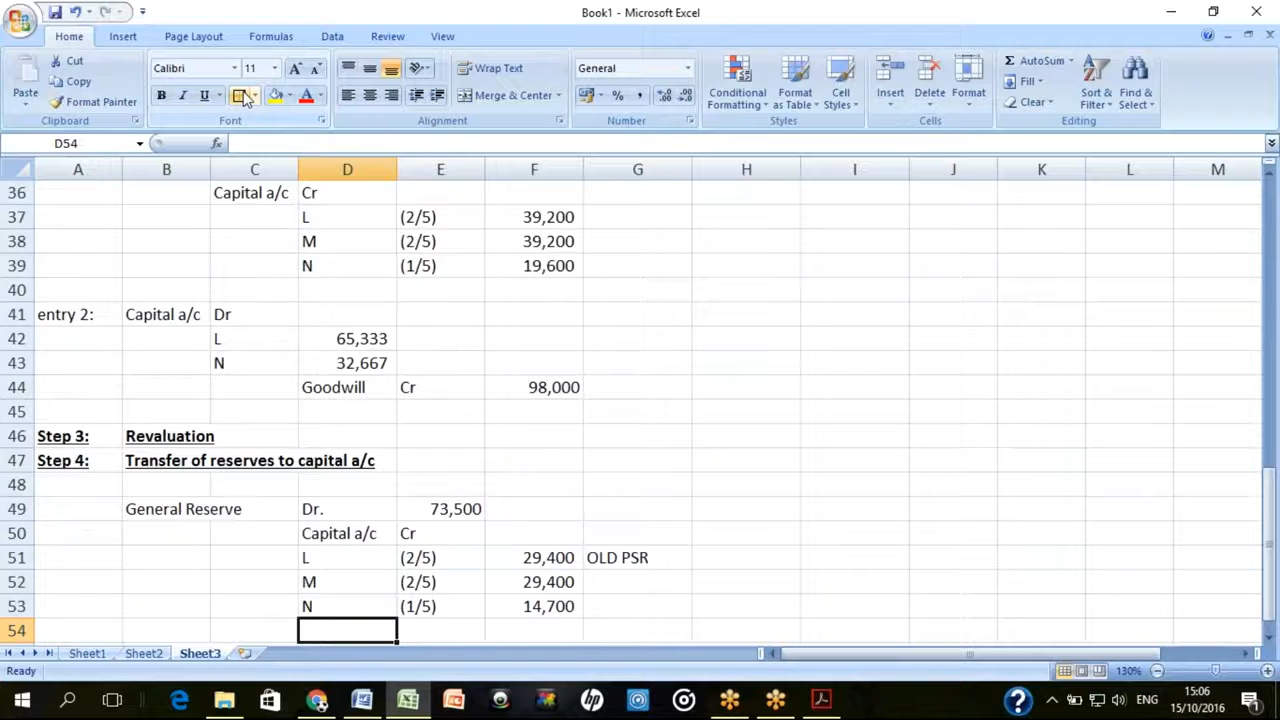 Book1 - Microsoft Excel
Home Insert Page Layout Formulas Data Review View
Paste Cut Copy Format Painter Clipboard
Calibri 11 A A B I U A Font
Wrap Text Merge & Center Alignment
General % , Number
Conditional Formatting Format as Table Cell Styles Styles
Insert Delete Format Cells
AutoSum Fill Clear Sort & Filter Find & Select Editing
D54 fx
A B C D E F G H I J K L M
36 Capital a/c Cr
37 L (2/5) 39,200
38 M (2/5) 39,200
39 N (1/5) 19,600
40
41 entry 2: Capital a/c Dr
42 L 65,333
43 N 32,667
44 Goodwill Cr 98,000
45
46 Step 3: Revaluation
47 Step 4: Transfer of reserves to capital a/c
48
49 General Reserve Dr. 73,500
50 Capital a/c Cr
51 L (2/5) 29,400 OLD PSR
52 M (2/5) 29,400
53 N (1/5) 14,700
54
Sheet1 Sheet2 Sheet3
Ready 130%
ENG 15:06
15/10/2016